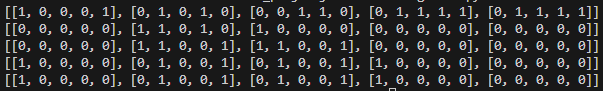 [[1, 0, 0, 0, 1], [0, 1, 0, 1, 0], [0, 0, 1, 1, 0], [0, 1, 1, 1, 1], [0, 1, 1, 1, 1]]
[[0, 0, 0, 0, 0], [1, 1, 0, 1, 0], [1, 0, 0, 0, 0], [0, 0, 0, 0, 0], [0, 0, 0, 0, 0]]
[[0, 0, 0, 0, 0], [1, 1, 0, 0, 1], [1, 1, 0, 0, 1], [0, 0, 0, 0, 0], [0, 0, 0, 0, 0]]
[[1, 0, 0, 0, 0], [0, 1, 0, 0, 1], [0, 1, 0, 0, 1], [1, 0, 0, 0, 0], [0, 0, 0, 0, 0]]
[[1, 0, 0, 0, 0], [0, 1, 0, 0, 1], [0, 1, 0, 0, 1], [1, 0, 0, 0, 0], [0, 0, 0, 0, 0]]